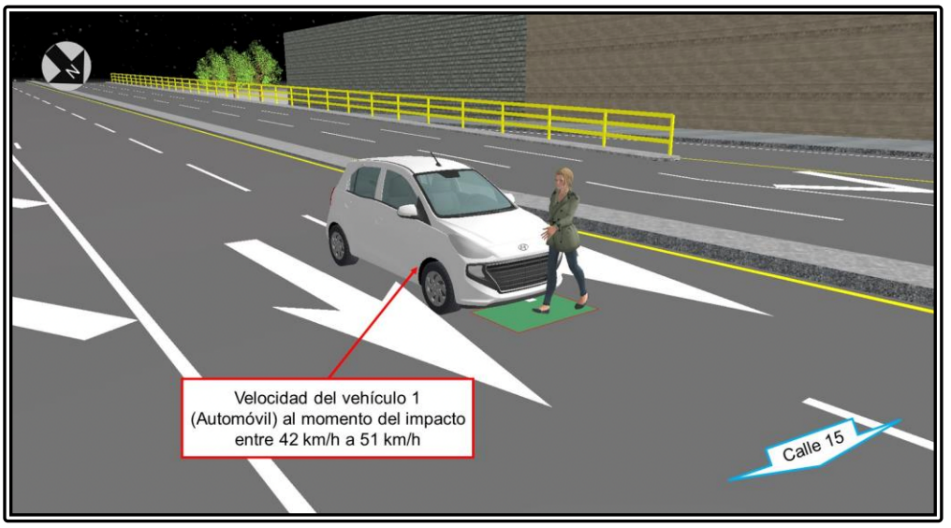 N
Velocidad del vehículo 1
(Automóvil) al momento del impacto
entre 42 km/h a 51 km/h
Calle 15